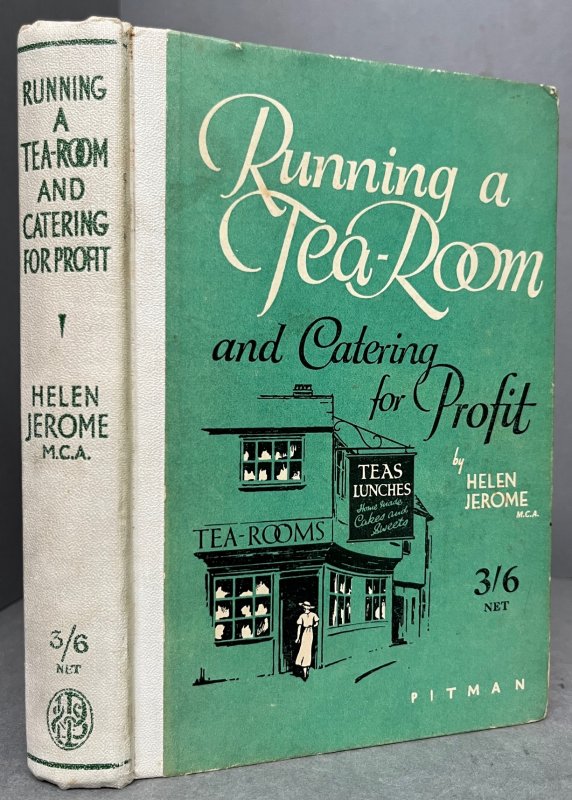 RUNNING
A
TEA-ROOM
AND
CATERING
FOR PROFIT
HELEN
JEROME
M.C.A.
3/6
NET
Running a
Tea-Room
and Catering
for Profit
by
HELEN
JEROME
M.C.A.
TEAS
LUNCHES
Home made
Cakes and
Sweets
TEA-ROOMS
3/6
NET
PITMAN